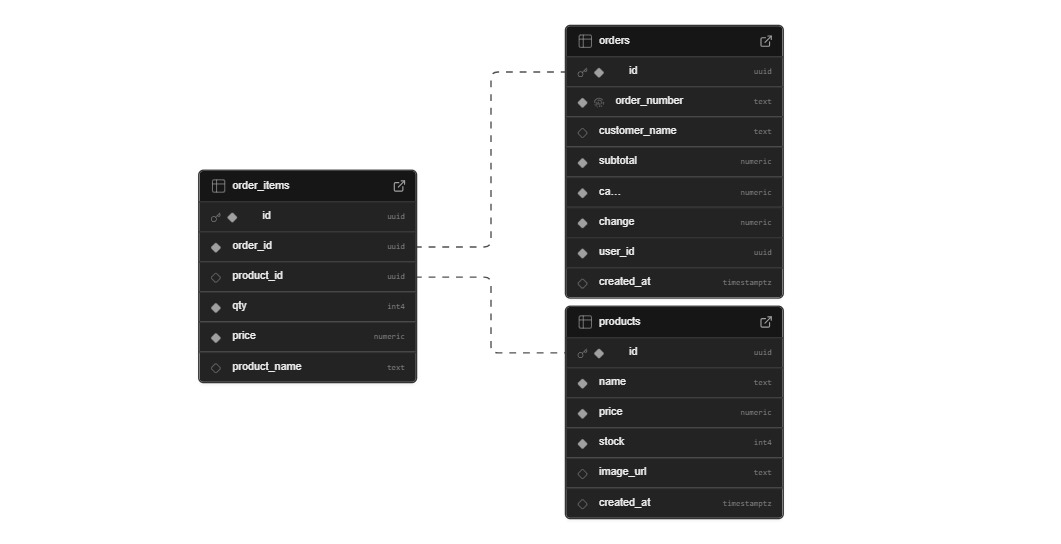 orders
id uuid
order_number text
customer_name text
subtotal numeric
ca... numeric
change numeric
user_id uuid
created_at timestamptz
order_items
id uuid
order_id uuid
product_id uuid
qty int4
price numeric
product_name text
products
id uuid
name text
price numeric
stock int4
image_url text
created_at timestamptz